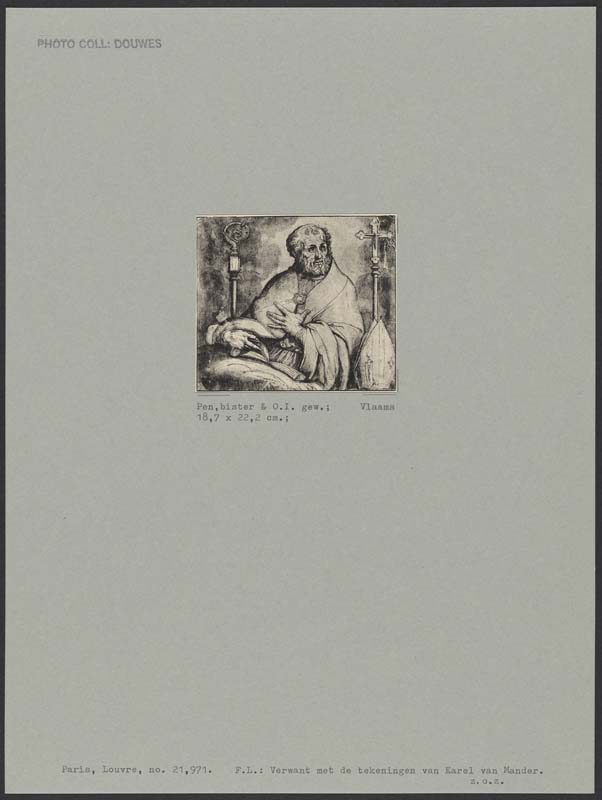 PHOTO COLL: DOUWES
Pen,bister & O.I. gew.; Vlaams
18,7 x 22,2 cm.;
Paris, Louvre, no. 21,971. F.L.: Verwant met de tekeningen van Karel van Mander.
z.o.z.